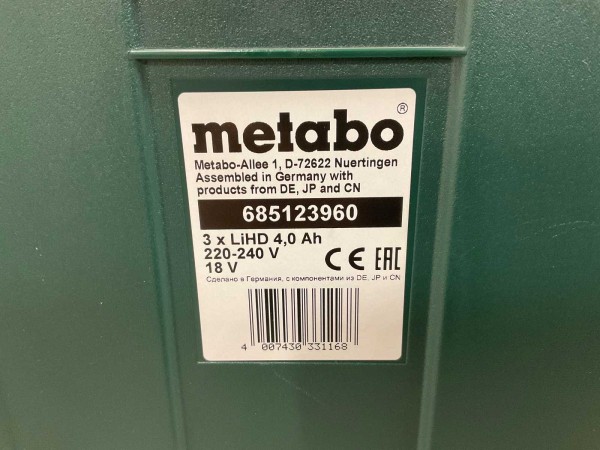 metabo®
Metabo-Allee 1, D-72622 Nuertingen
Assembled in Germany with
products from DE, JP and CN
685123960
3 x LiHD 4,0 Ah
220-240 V
18 V
CE EAC
Сделано в Германия, с компонентами из DE, JP и CN
4 007430 331168